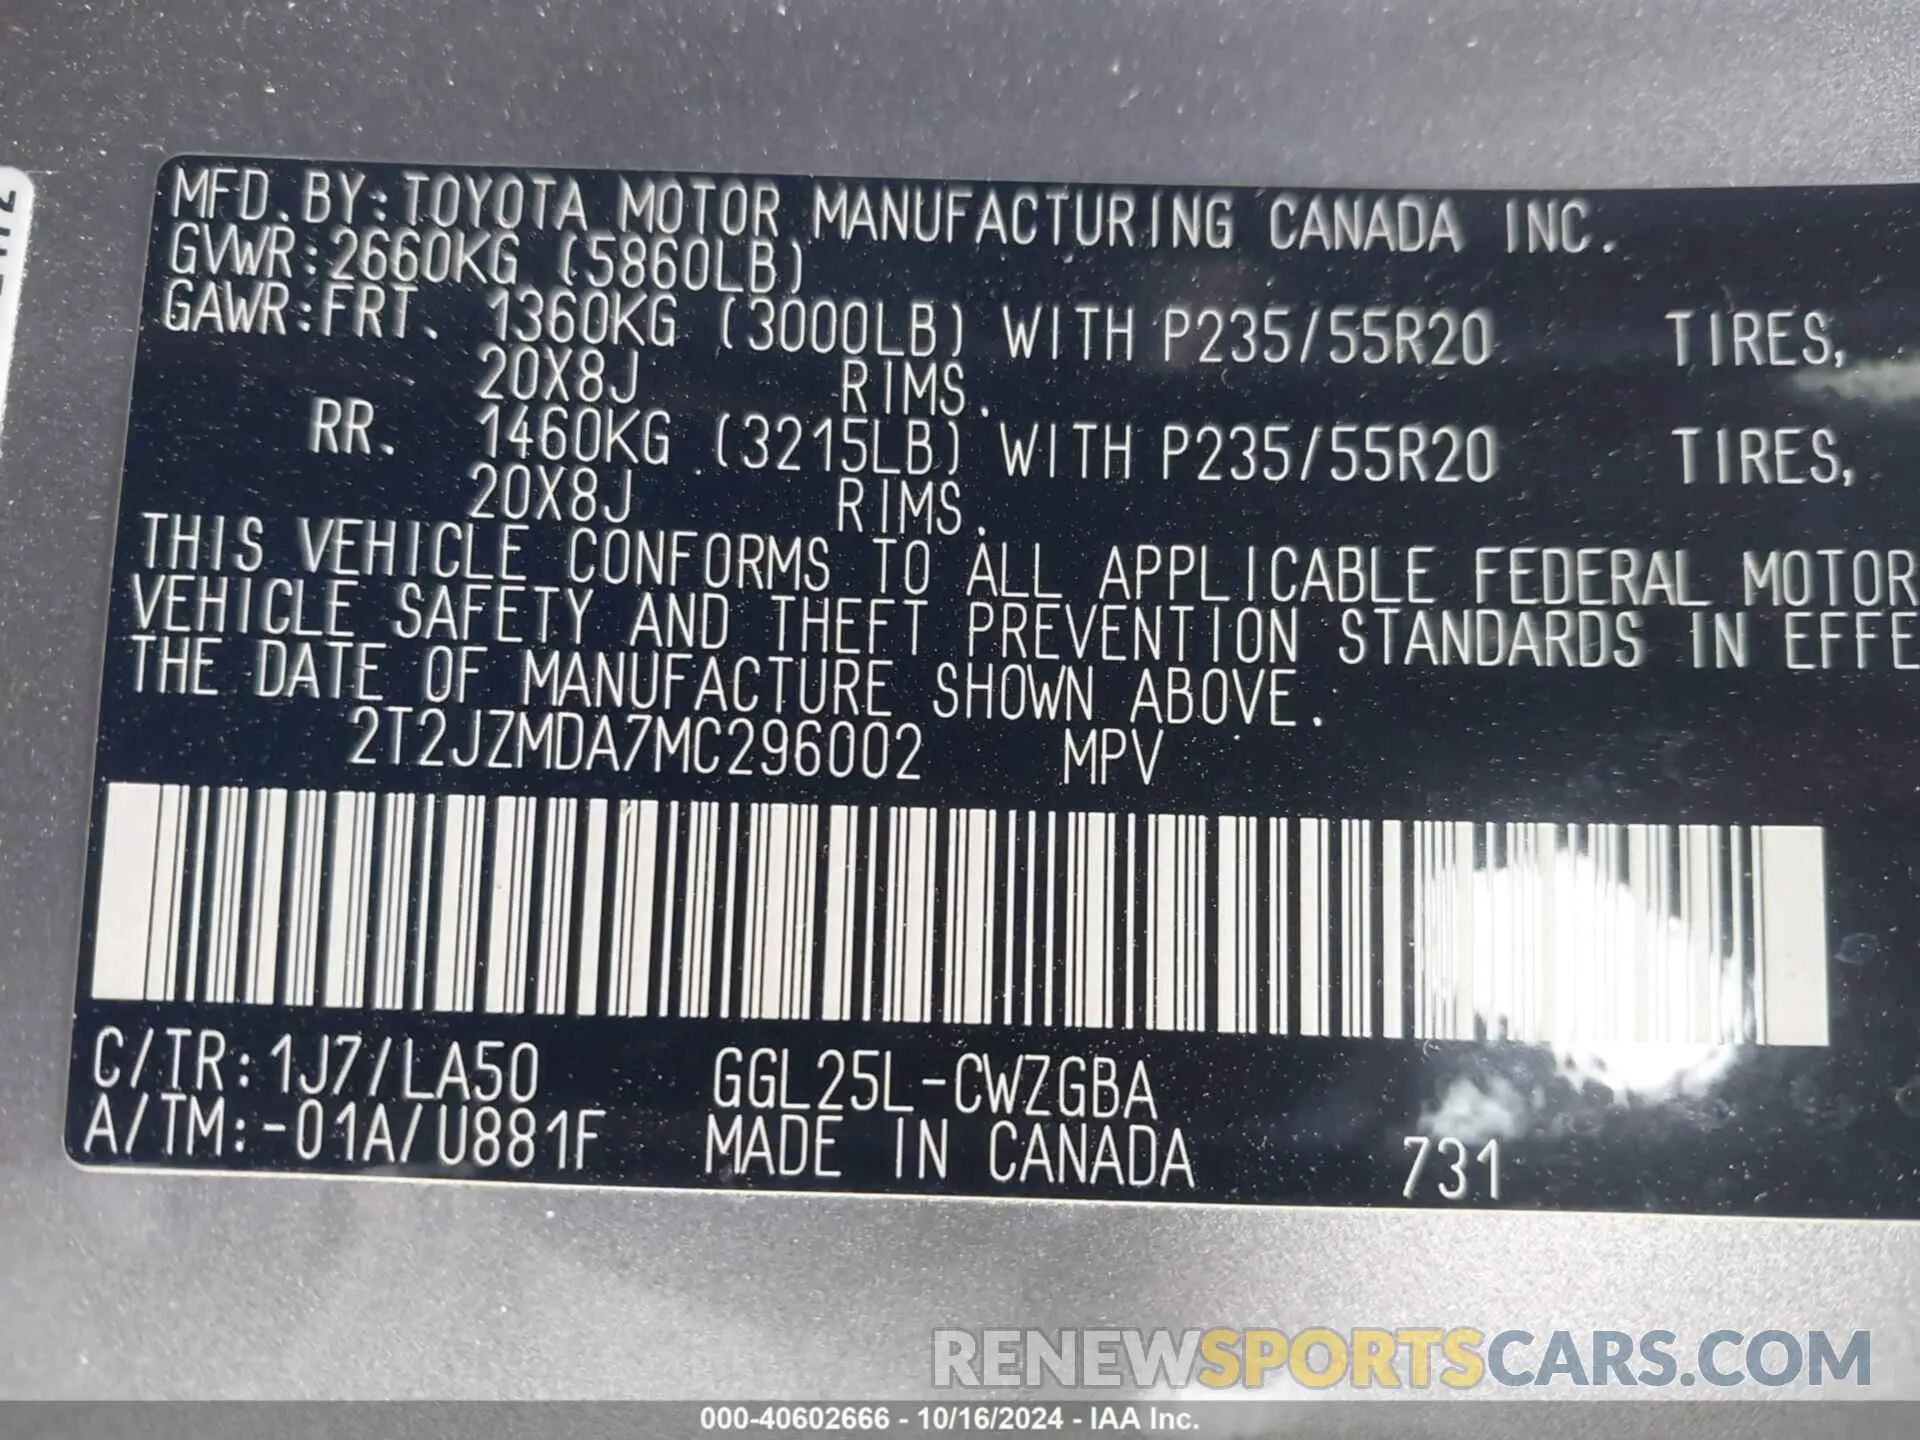 MFD. BY: TOYOTA MOTOR MANUFACTURING CANADA INC.
GVWR: 2660KG (5860LB)
GAWR: FRT. 1360KG (3000LB) WITH P235/55R20 TIRES,
20X8J RIMS.
RR. 1460KG (3215LB) WITH P235/55R20 TIRES,
20X8J RIMS.
THIS VEHICLE CONFORMS TO ALL APPLICABLE FEDERAL MOTOR
VEHICLE SAFETY AND THEFT PREVENTION STANDARDS IN EFFE
THE DATE OF MANUFACTURE SHOWN ABOVE.
2T2JZMDA7MC296002 MPV
C/TR: 1J7/LA50 GGL25L-CWZGBA
A/TM: -01A/U881F MADE IN CANADA 731
RENEWSPORTSCARS.COM
000-40602666 - 10/16/2024 - IAA Inc.